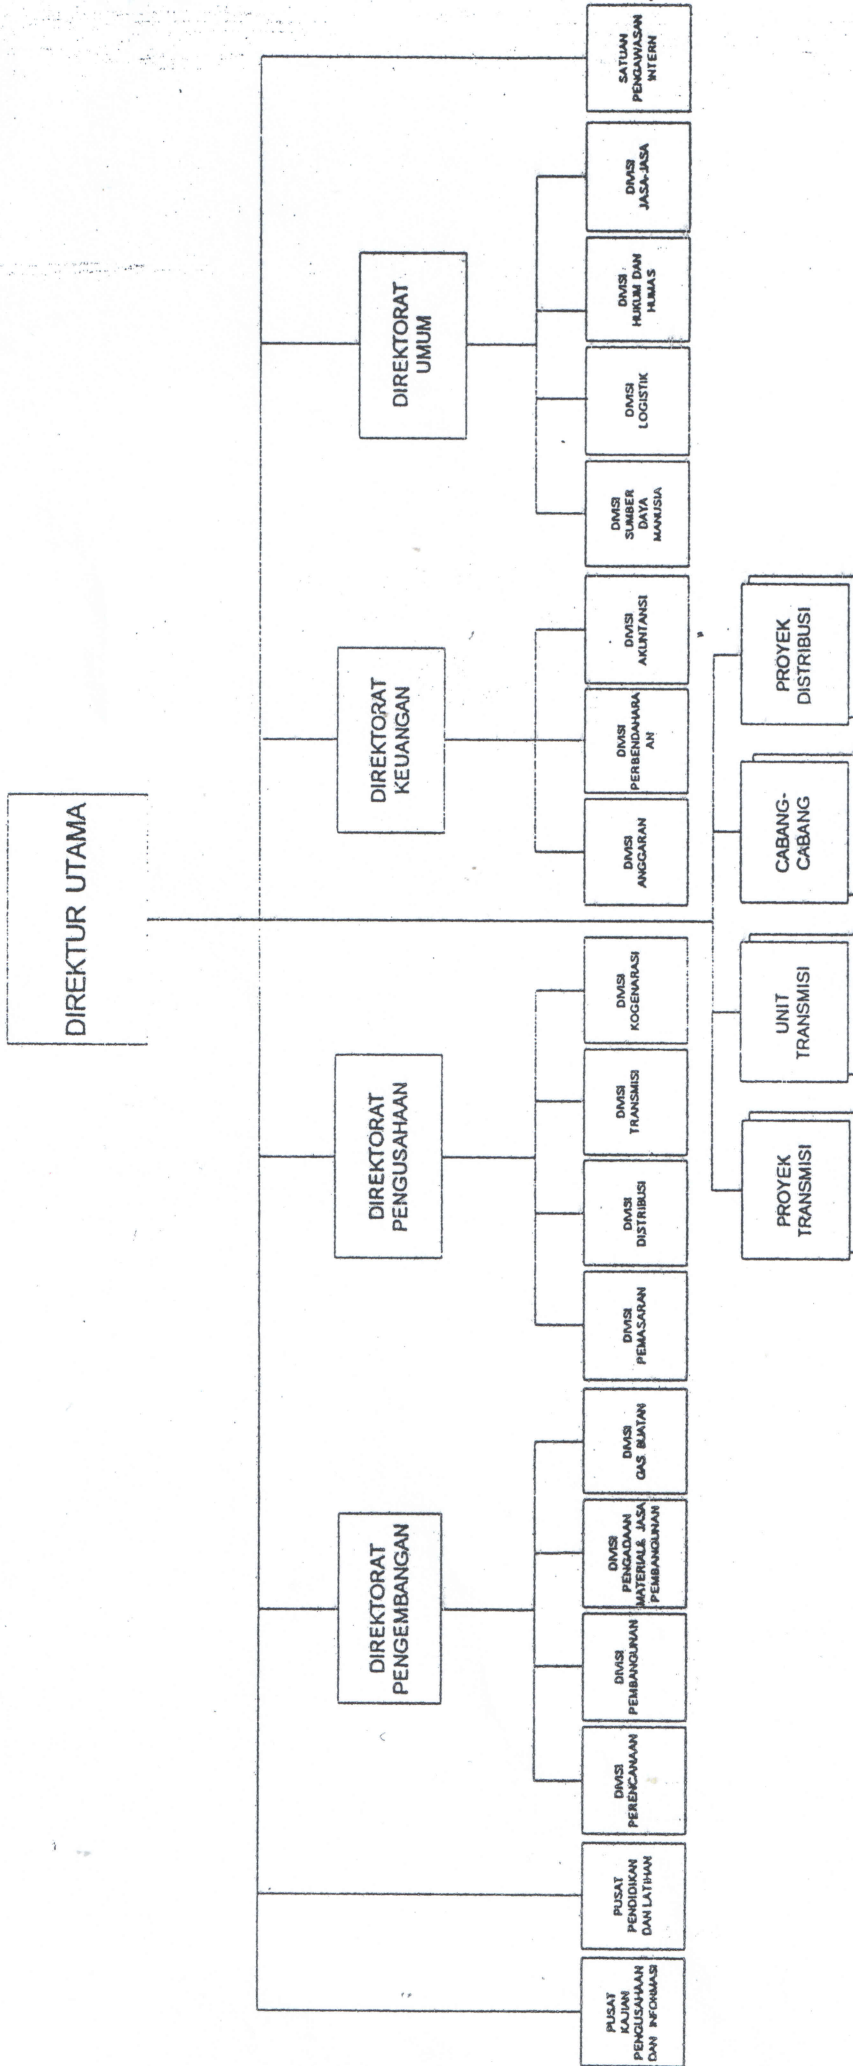 DIREKTUR UTAMA
DIREKTORAT
PENGEMBANGAN
DIREKTORAT
PENGUSAHAAN
DIREKTORAT
KEUANGAN
DIREKTORAT
UMUM
PUSAT
KAJIAN
PENGUSAHAAN
DAN INFORMASI
PUSAT
PENDIDIKAN
DAN LATIHAN
DIVISI
PERENCANAAN
DIVISI
PEMBANGUNAN
DIVISI
PENGADAAN
MATERIAL& JASA
PEMBANGUNAN
DIVISI
GAS BUATAN
DIVISI
PEMASARAN
DIVISI
DISTRIBUSI
DIVISI
TRANSMISI
DIVISI
KOGENARASI
DIVISI
ANGGARAN
DIVISI
PERBENDAHARA
AN
DIVISI
AKUNTANSI
DIVISI
SUMBER
DAYA
MANUSIA
DIVISI
LOGISTIK
DIVISI
HUKUM DAN
HUMAS
DIVISI
JASA-JASA
SATUAN
PENGAWASAN
INTERN
PROYEK
TRANSMISI
UNIT
TRANSMISI
CABANG-
CABANG
PROYEK
DISTRIBUSI